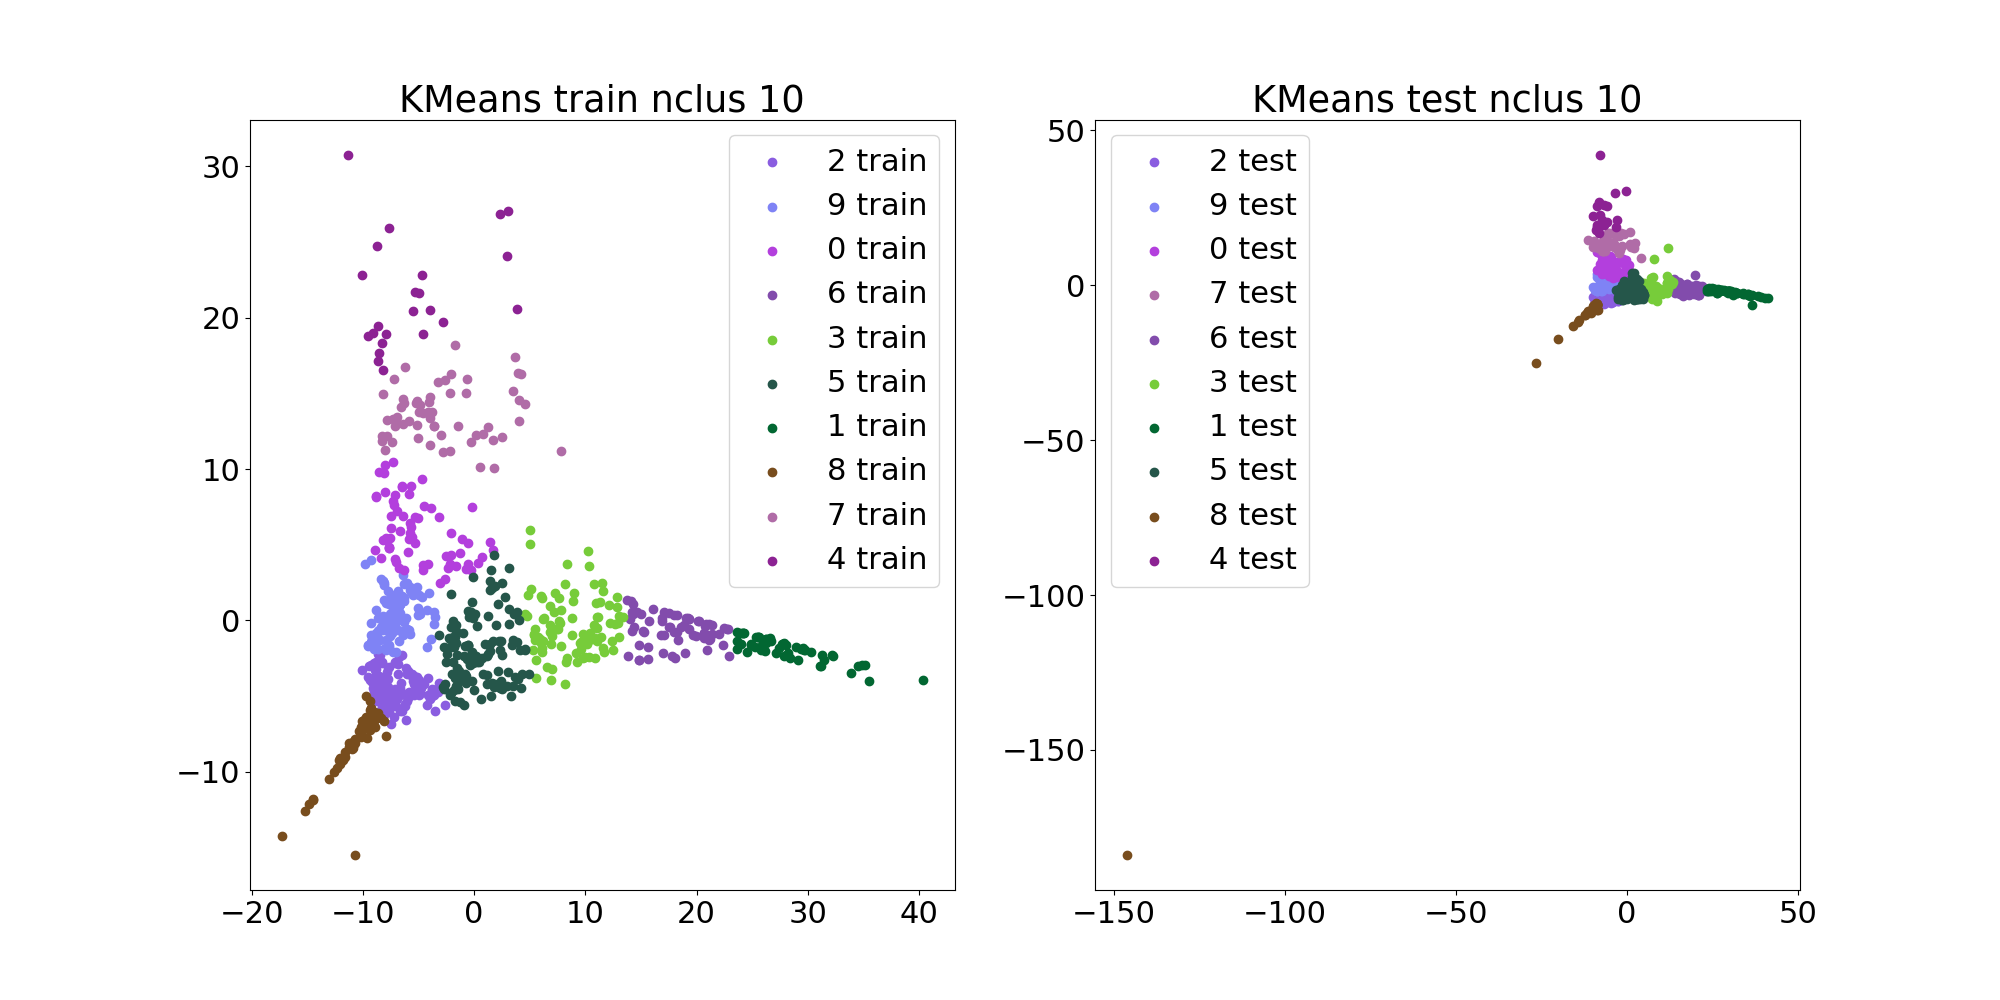 KMeans train nclus 10
30
20
10
0
−10
−20
−10
0
10
20
30
40
2 train
9 train
0 train
6 train
3 train
5 train
1 train
8 train
7 train
4 train
KMeans test nclus 10
50
0
−50
−100
−150
−150
−100
−50
0
50
2 test
9 test
0 test
7 test
6 test
3 test
1 test
5 test
8 test
4 test